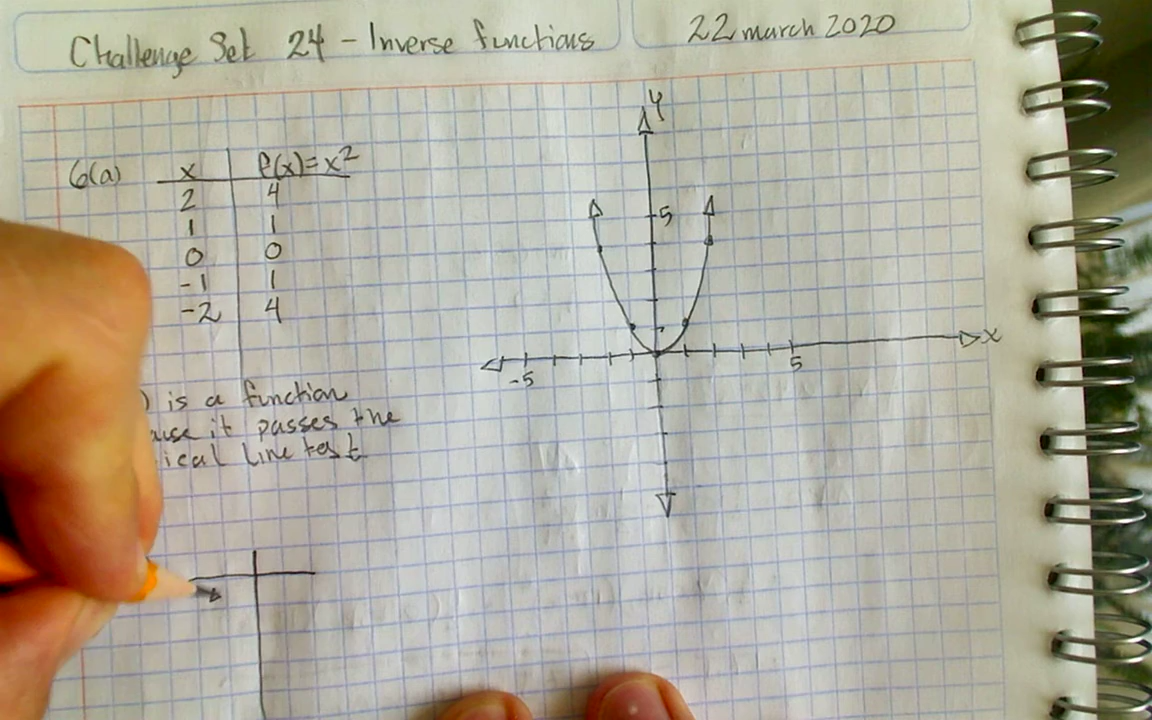 Challenge Set 24 - Inverse functions
22 march 2020
6(a)
x f(x)=x²
2 4
1 1
0 0
-1 1
-2 4
) is a function
passes the
line test
y
5
x
-5
5